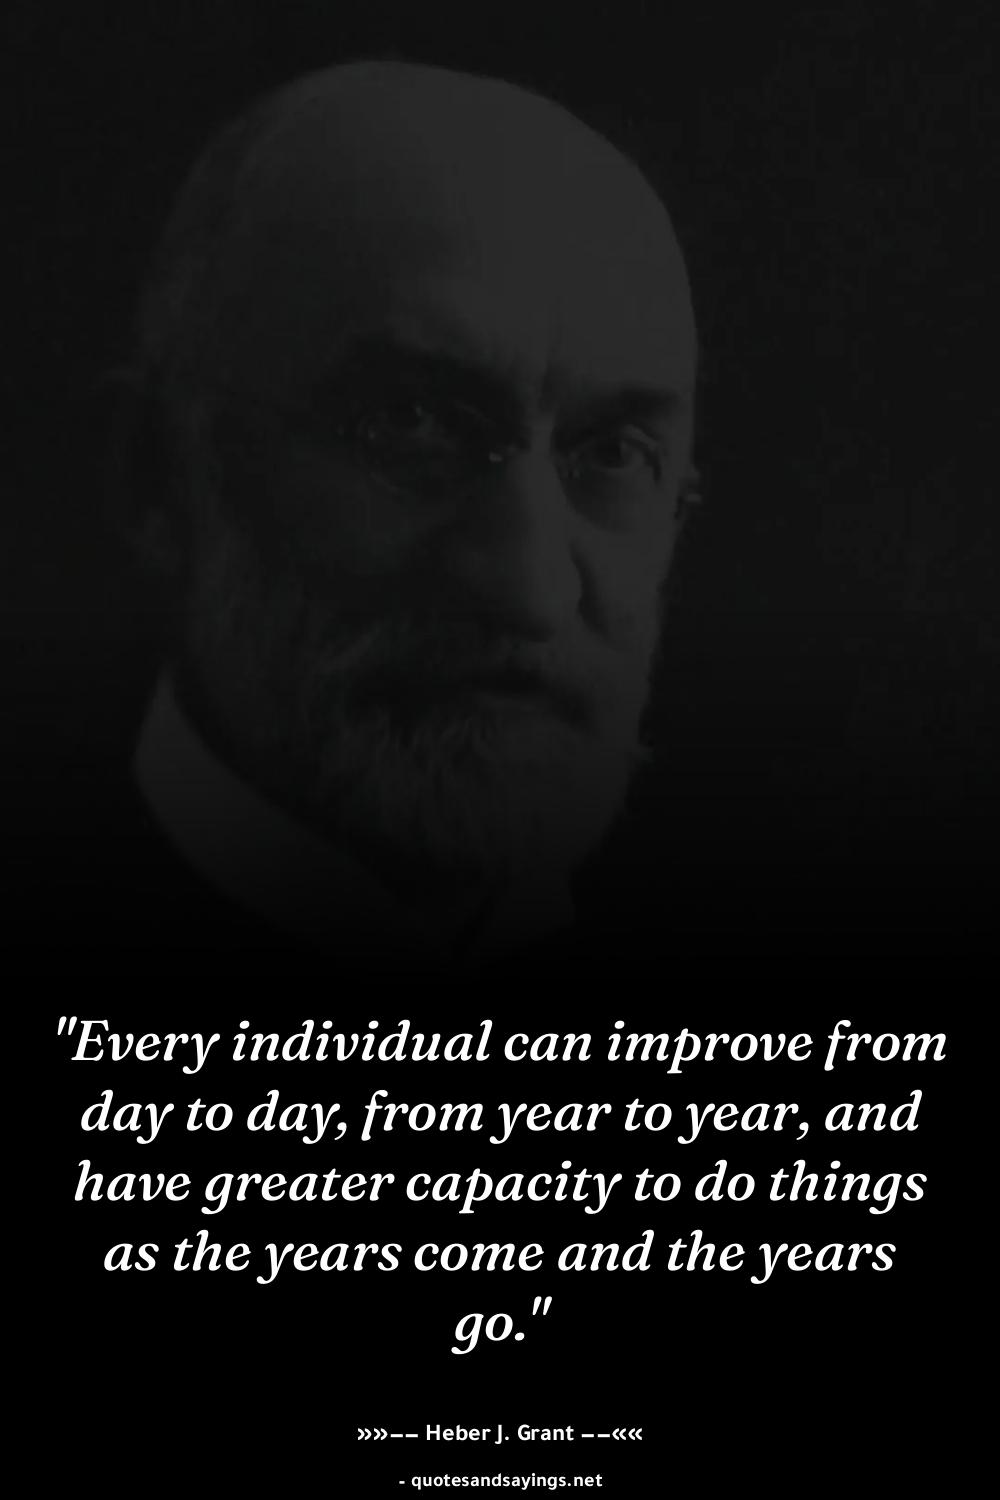 "Every individual can improve from
day to day, from year to year, and
have greater capacity to do things
as the years come and the years
go."
»»–– Heber J. Grant ––««
- quotesandsayings.net